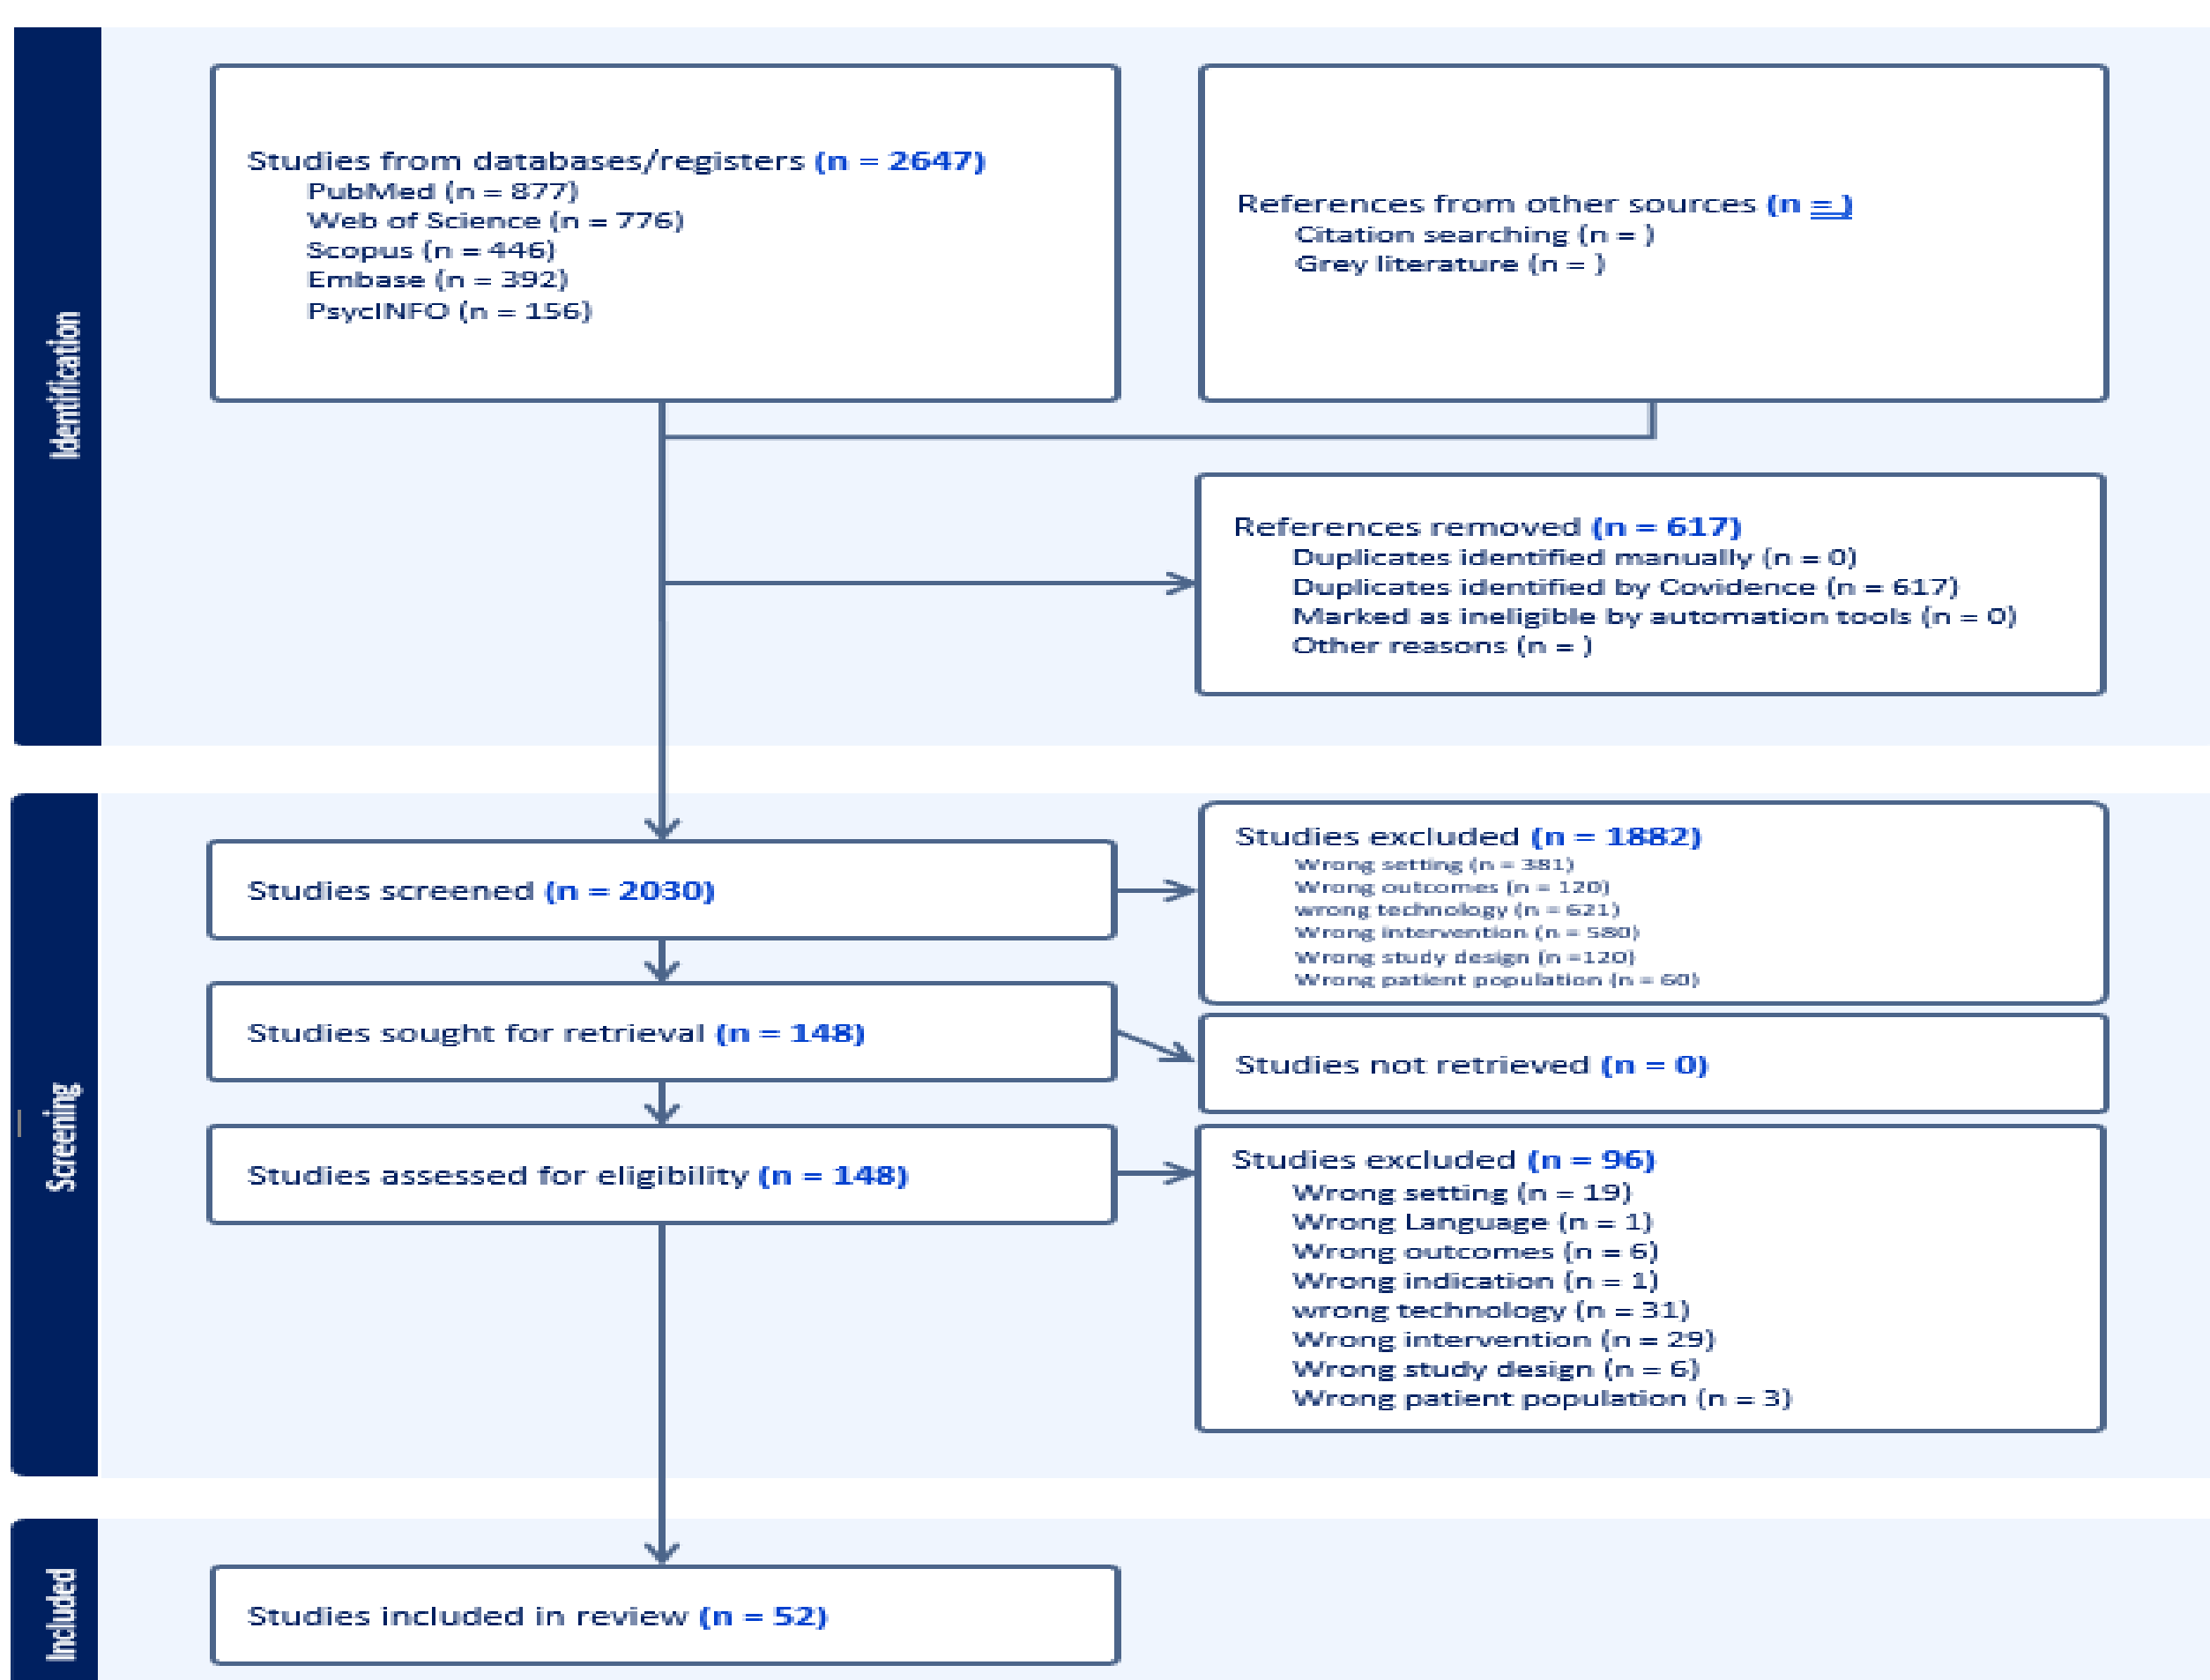 Identification
Studies from databases/registers (n = 2647)
PubMed (n = 877)
Web of Science (n = 776)
Scopus (n = 446)
Embase (n = 392)
PsycINFO (n = 156)
References from other sources (n = )
Citation searching (n = )
Grey literature (n = )
References removed (n = 617)
Duplicates identified manually (n = 0)
Duplicates identified by Covidence (n = 617)
Marked as ineligible by automation tools (n = 0)
Other reasons (n = )
Screening
Studies screened (n = 2030)
Studies excluded (n = 1882)
Wrong setting (n = 381)
Wrong outcomes (n = 120)
wrong technology (n = 621)
Wrong intervention (n = 580)
Wrong study design (n =120)
Wrong patient population (n = 60)
Studies sought for retrieval (n = 148)
Studies not retrieved (n = 0)
Studies assessed for eligibility (n = 148)
Studies excluded (n = 96)
Wrong setting (n = 19)
Wrong Language (n = 1)
Wrong outcomes (n = 6)
Wrong indication (n = 1)
wrong technology (n = 31)
Wrong intervention (n = 29)
Wrong study design (n = 6)
Wrong patient population (n = 3)
Included
Studies included in review (n = 52)